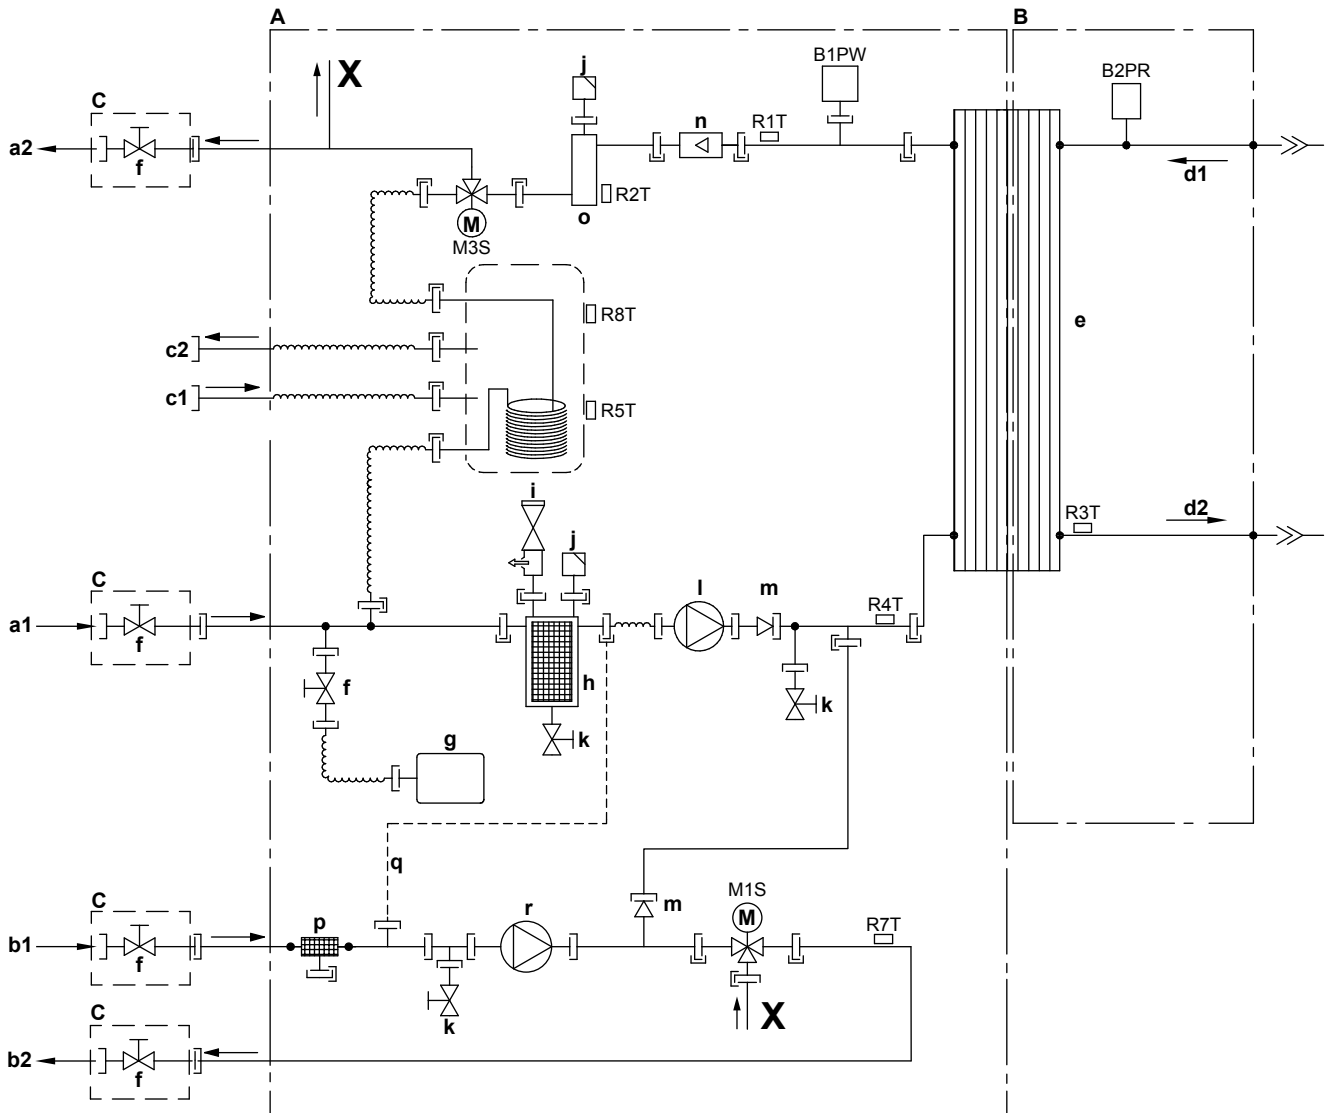 A
B
X
j
B1PW
B2PR
C
n
R1T
a2
f
d1
R2T
o
M
M3S
R8T
e
c2
c1
R5T
i
j
R3T
d2
C
l
m
R4T
a1
f
f
h
k
k
g
q
C
r
m
M1S
p
M
R7T
b1
f
k
X
C
b2
f